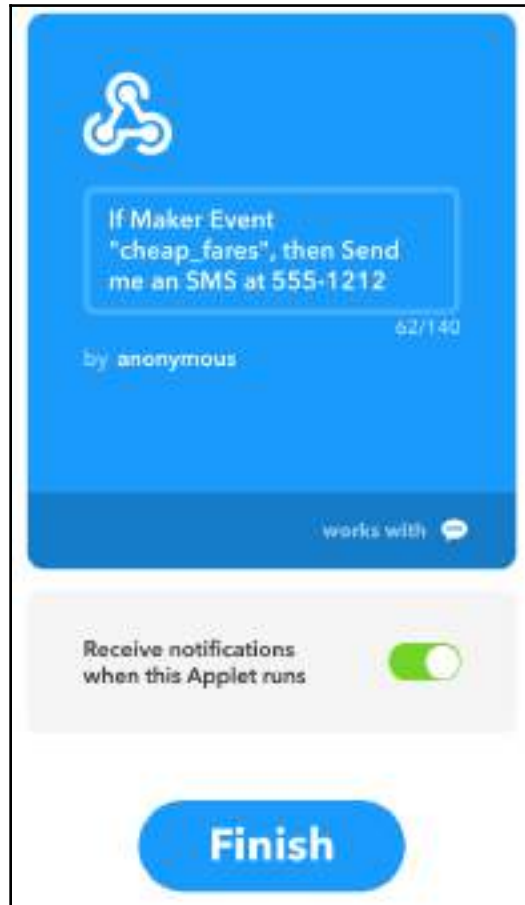 If Maker Event
"cheap_fares", then Send
me an SMS at 555-1212
62/140
by anonymous
works with
Receive notifications
when this Applet runs
Finish